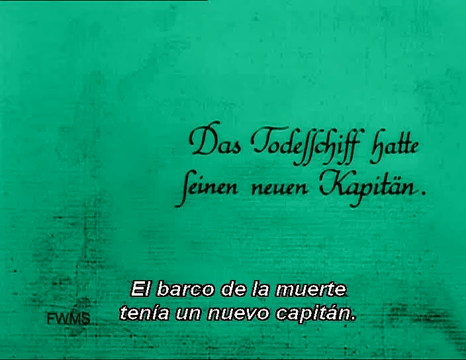 Das Todesschiff hatte
seinen neuen Kapitän.
El barco de la muerte
tenía un nuevo capitán.
FWMS